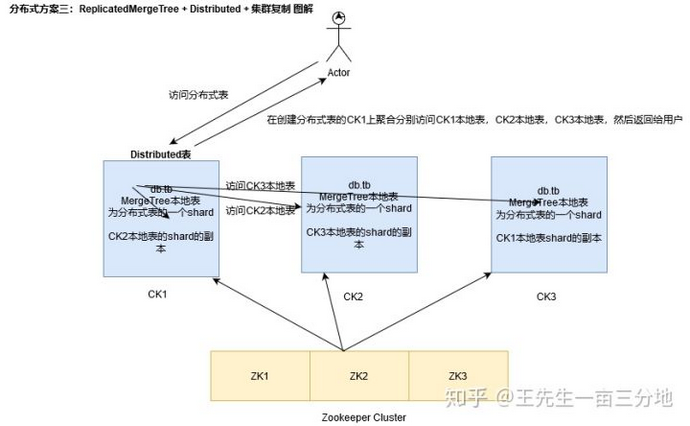 分布式方案三：ReplicatedMergeTree + Distributed + 集群复制 图解
Actor
访问分布式表
在创建分布式表的CK1上聚合分别访问CK1本地表，CK2本地表，CK3本地表，然后返回给用户
Distributed表
db.tb
MergeTree本地表
为分布式表的一个shard
CK2本地表的shard的副
本
CK1
访问CK3本地表
访问CK2本地表
db.tb
MergeTree本地表
为分布式表的一个shard
CK3本地表的shard的副
本
CK2
db.tb
MergeTree本地表
为分布式表的一个shard
CK1本地表shard的副本
CK3
ZK1
ZK2
ZK3
Zookeeper Cluster
知乎 @王先生一亩三分地